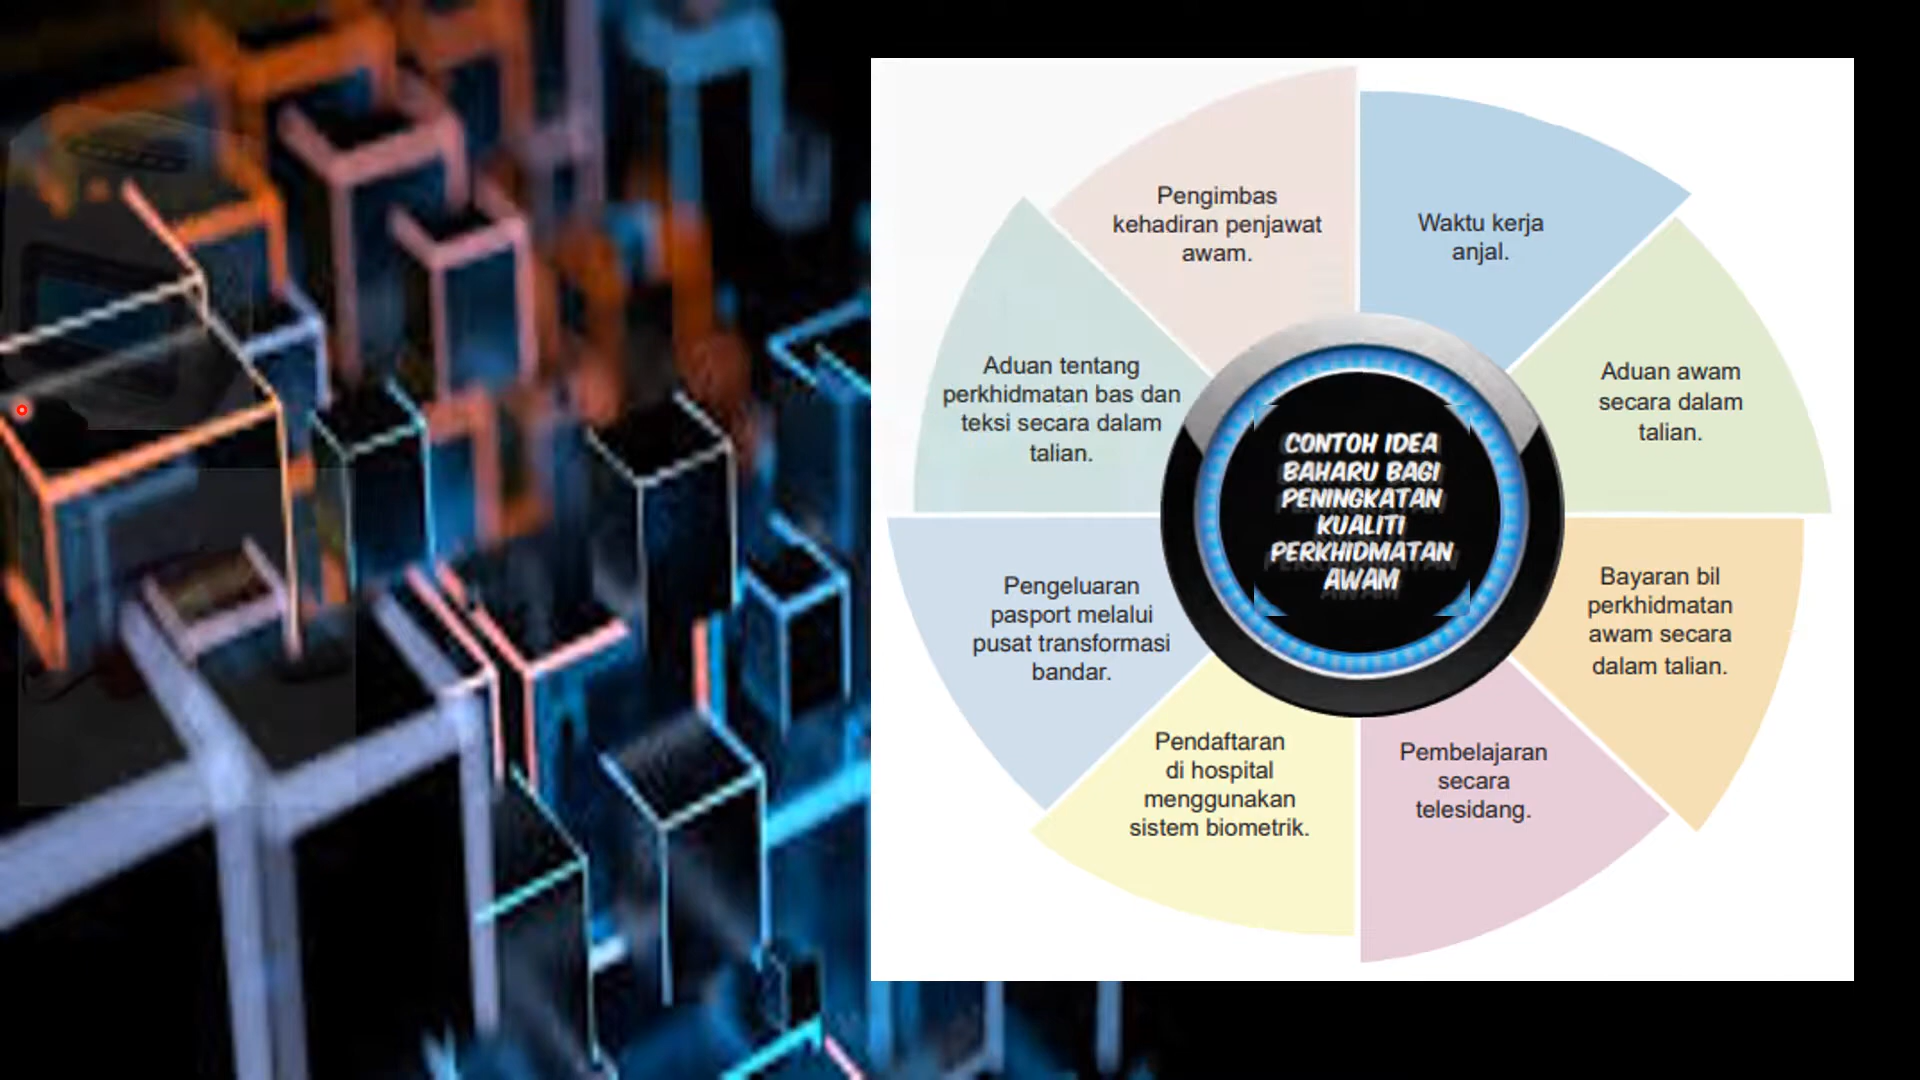 Pengimbas
kehadiran penjawat
awam.
Waktu kerja
anjal.
Aduan awam
secara dalam
talian.
Bayaran bil
perkhidmatan
awam secara
dalam talian.
Pembelajaran
secara
telesidang.
Pendaftaran
di hospital
menggunakan
sistem biometrik.
Pengeluaran
pasport melalui
pusat transformasi
bandar.
Aduan tentang
perkhidmatan bas dan
teksi secara dalam
talian.
CONTOH IDEA
BAHARU BAGI
PENINGKATAN
KUALITI
PERKHIDMATAN
AWAM